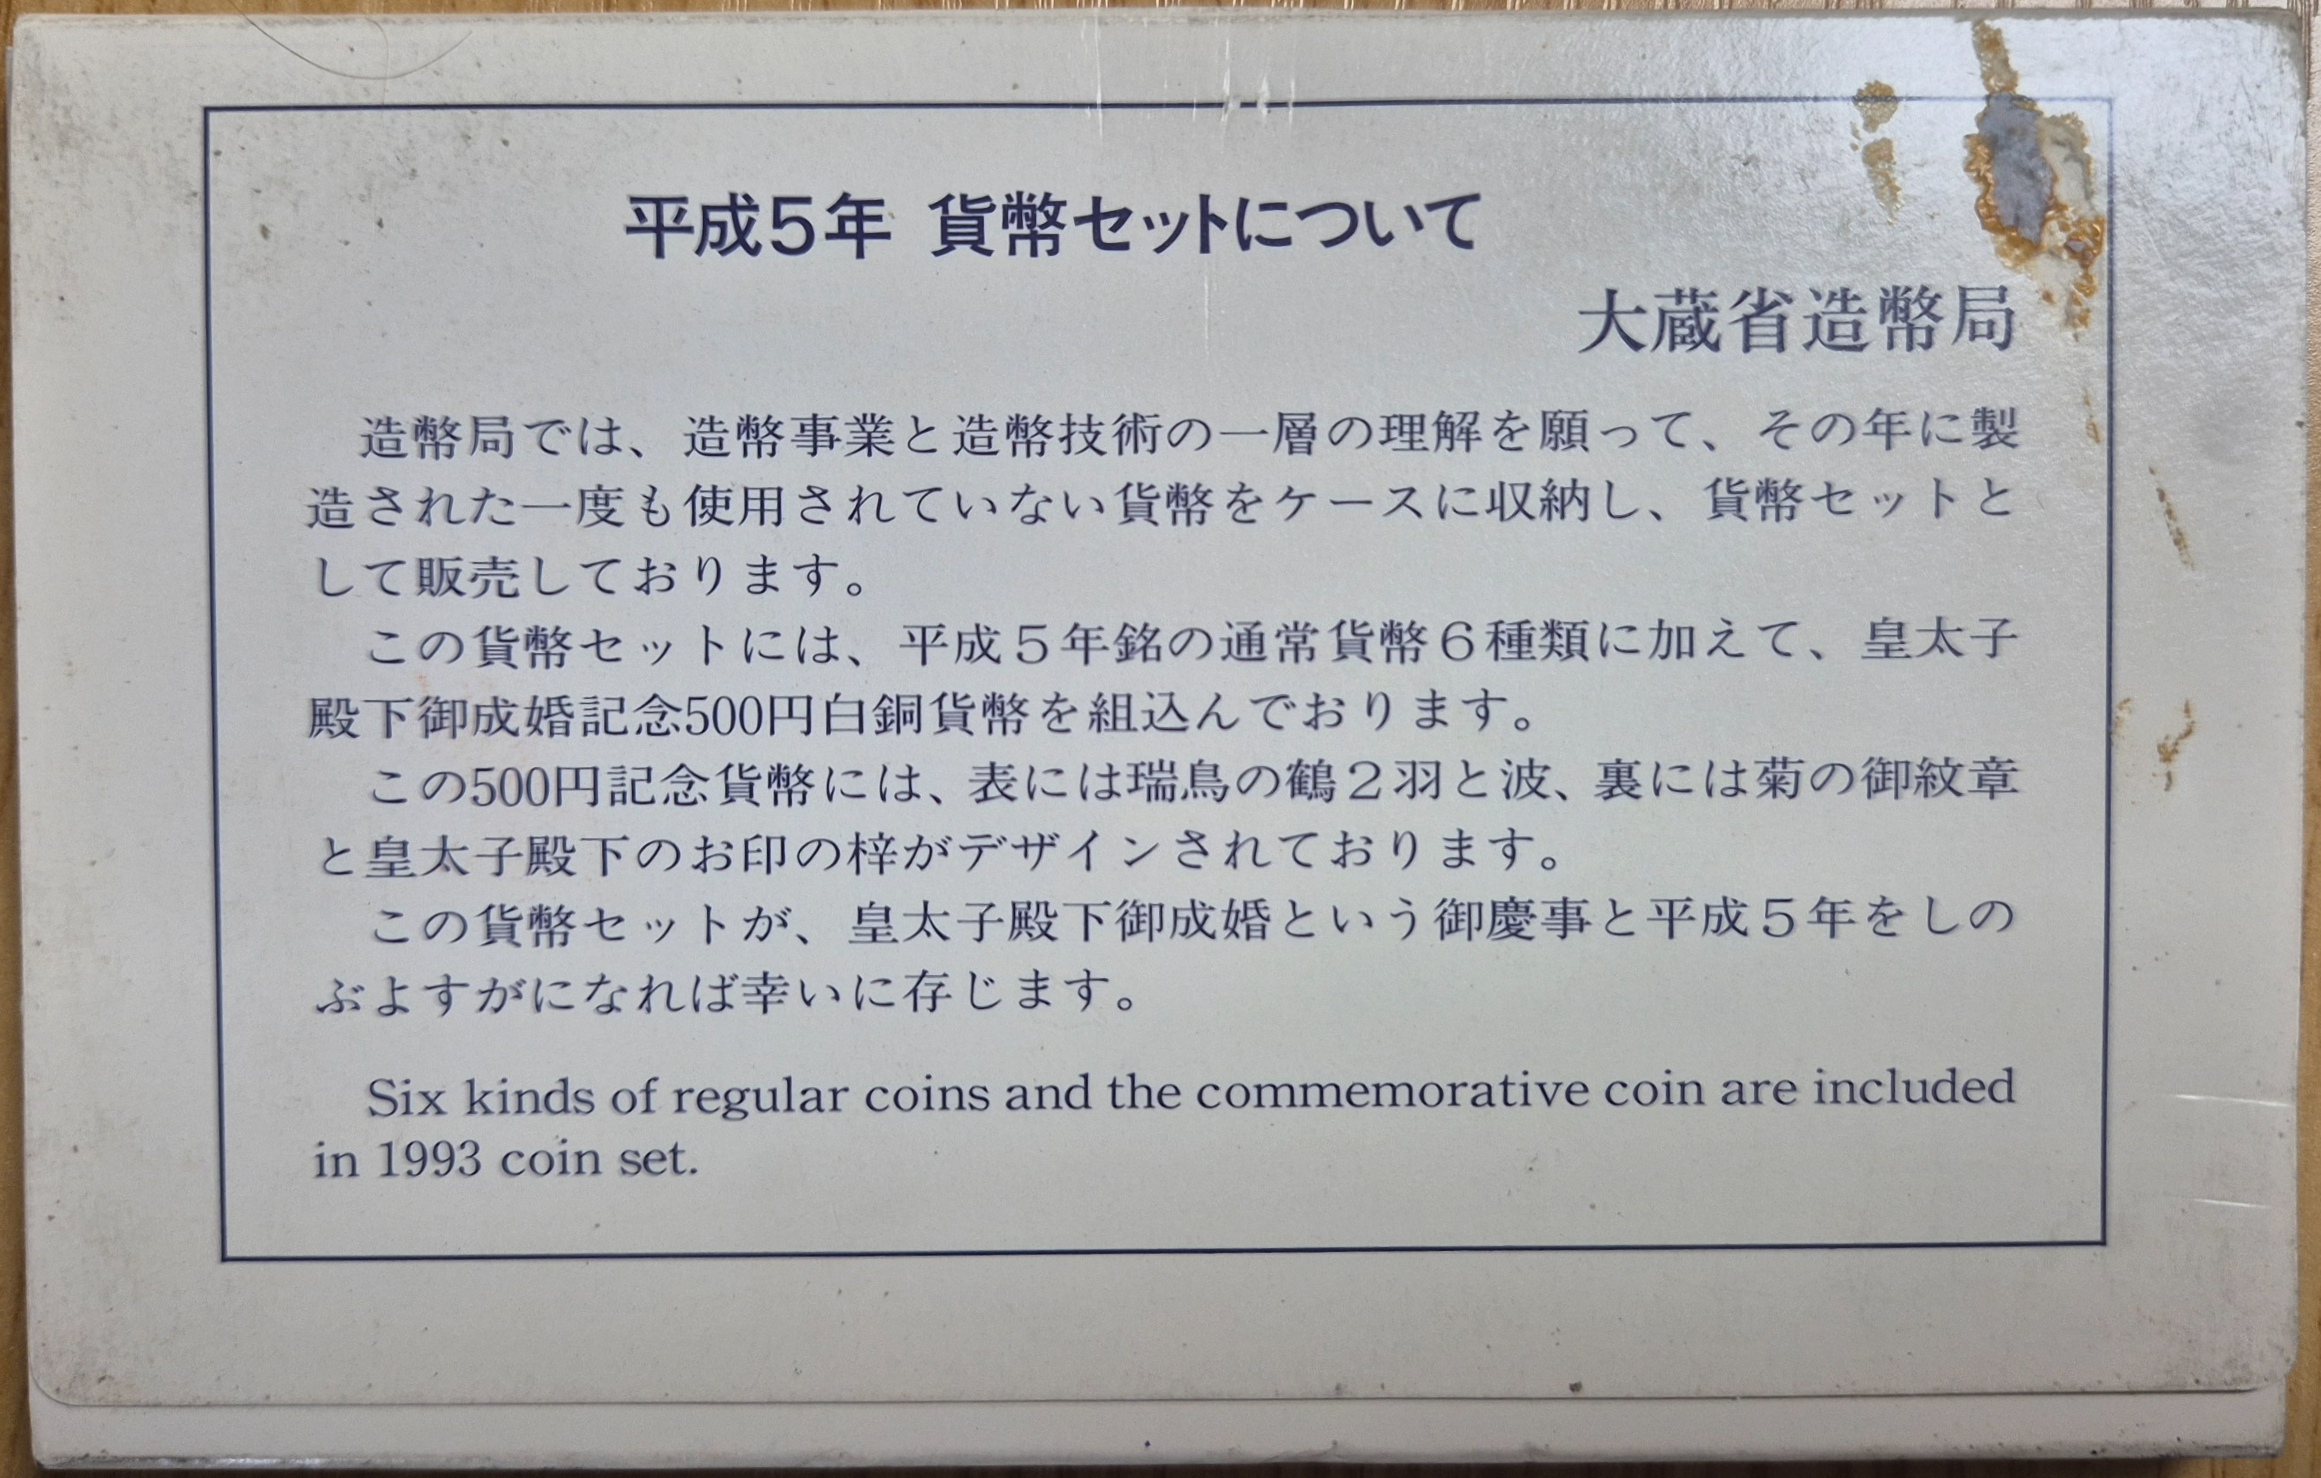 平成5年 貨幣セットについて
大蔵省造幣局
造幣局では、造幣事業と造幣技術の一層の理解を願って、その年に製
造された一度も使用されていない貨幣をケースに収納し、貨幣セットと
して販売しております。
この貨幣セットには、平成5年銘の通常貨幣6種類に加えて、皇太子
殿下御成婚記念500円白銅貨幣を組込んでおります。
この500円記念貨幣には、表には瑞鳥の鶴2羽と波、裏には菊の御紋章
と皇太子殿下のお印の梓がデザインされております。
この貨幣セットが、皇太子殿下御成婚という御慶事と平成5年をしの
ぶよすがになれば幸いに存じます。
Six kinds of regular coins and the commemorative coin are included
in 1993 coin set.